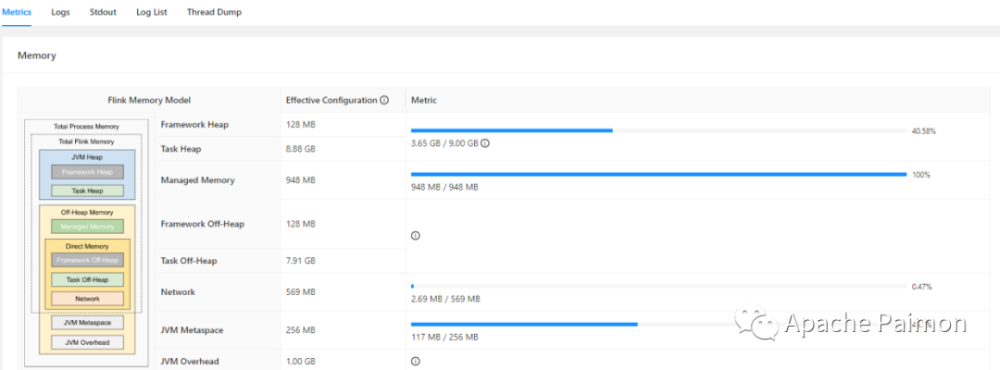 Metrics Logs Stdout Log List Thread Dump
Memory
Flink Memory Model Effective Configuration Metric
Total Process Memory
Total Flink Memory
JVM Heap
Framework Heap
Task Heap
Off-Heap Memory
Managed Memory
Direct Memory
Framework Off-Heap
Task Off-Heap
Network
JVM Metaspace
JVM Overhead
Framework Heap 128 MB
40.58%
3.65 GB / 9.00 GB
Task Heap 8.88 GB
Managed Memory 948 MB
100%
948 MB / 948 MB
Framework Off-Heap 128 MB
Task Off-Heap 7.91 GB
Network 569 MB
0.47%
2.69 MB / 569 MB
JVM Metaspace 256 MB
117 MB / 256 MB
JVM Overhead 1.00 GB
Apache Paimon